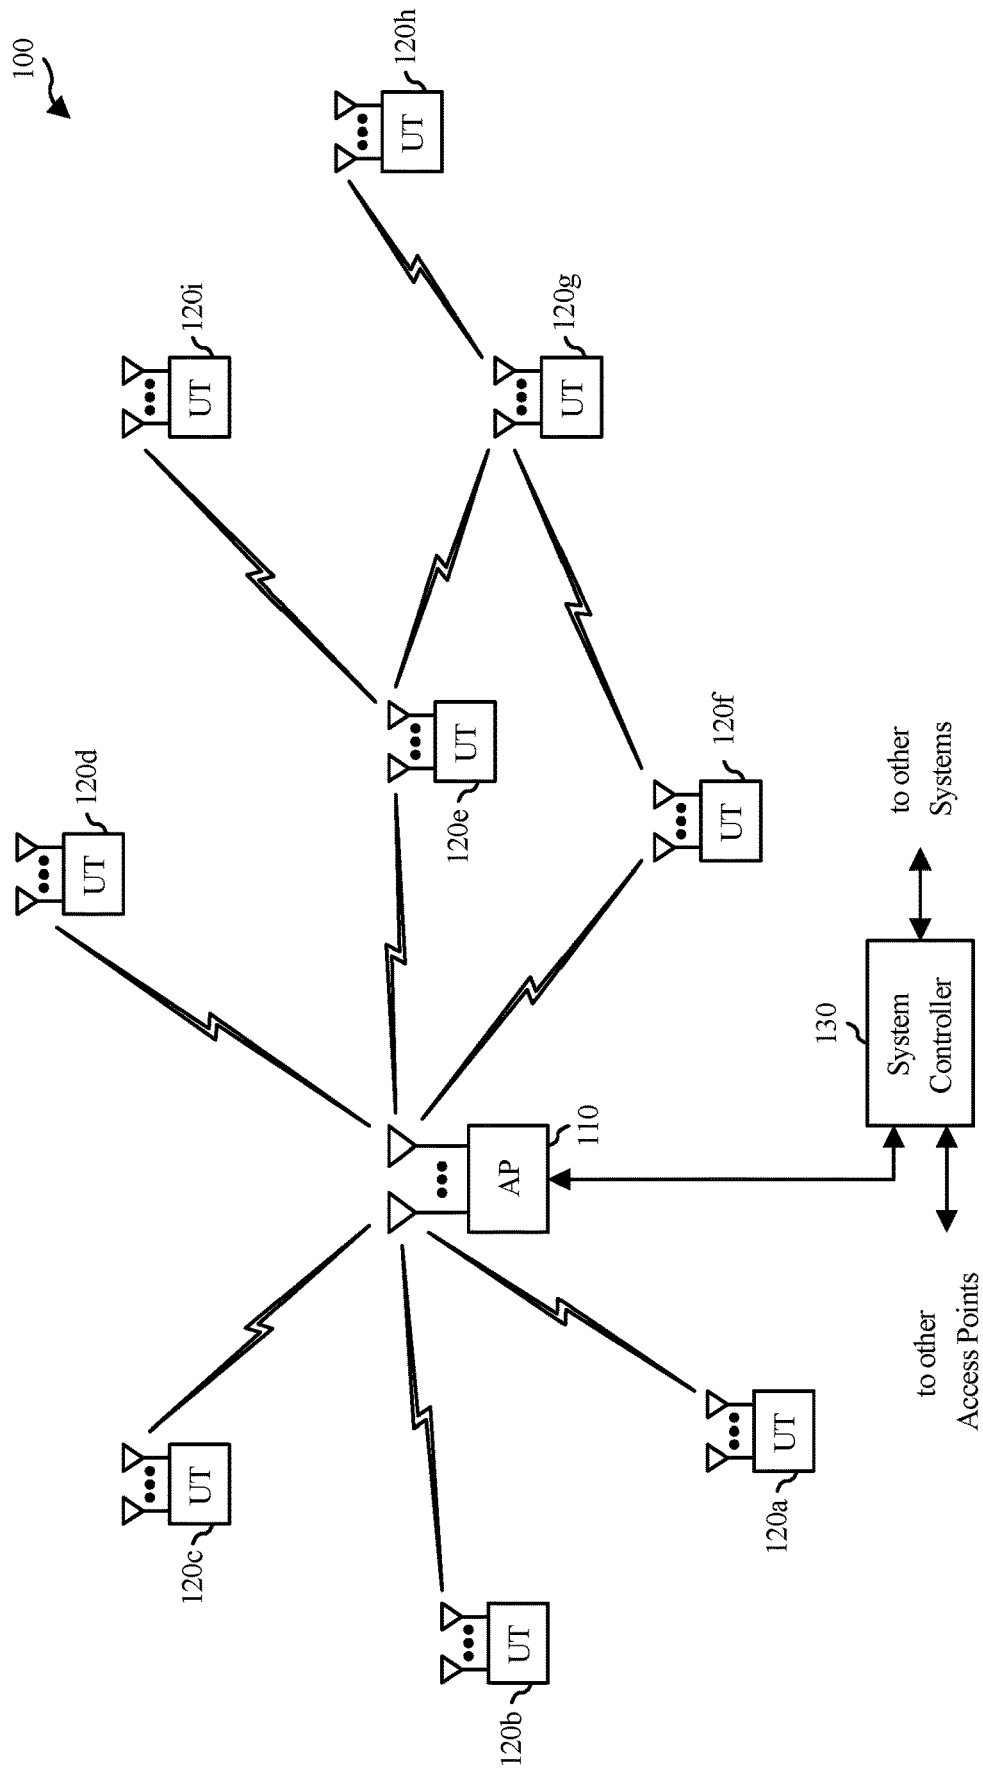 100
120d
UT
120i
UT
120h
UT
120c
UT
120e
UT
120g
UT
120b
UT
AP
110
120f
UT
120a
UT
130
System
Controller
to other
Access Points
to other
Systems